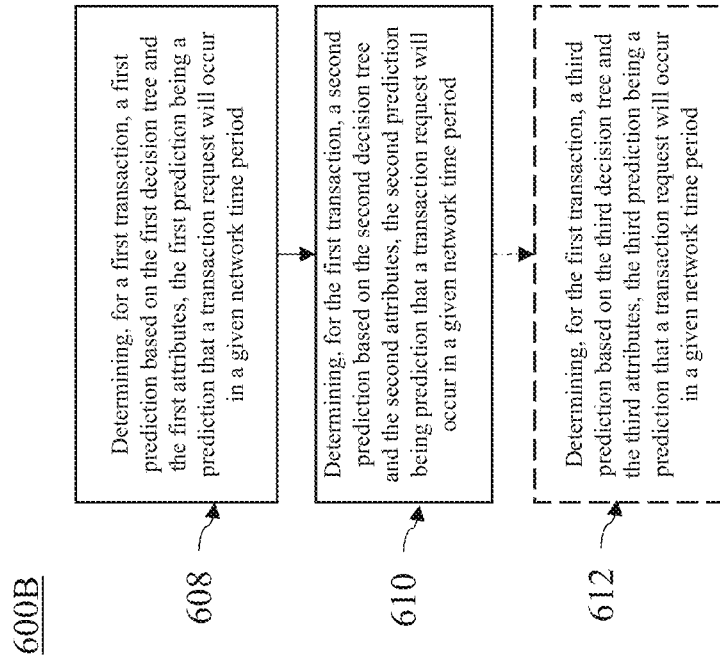 600B
608
Determining, for a first transaction, a first
prediction based on the first decision tree and
the first attributes, the first prediction being a
prediction that a transaction request will occur
in a given network time period
610
Determining, for the first transaction, a second
prediction based on the second decision tree
and the second attributes, the second prediction
being prediction that a transaction request will
occur in a given network time period
612
Determining, for the first transaction, a third
prediction based on the third decision tree and
the third attributes, the third prediction being a
prediction that a transaction request will occur
in a given network time period